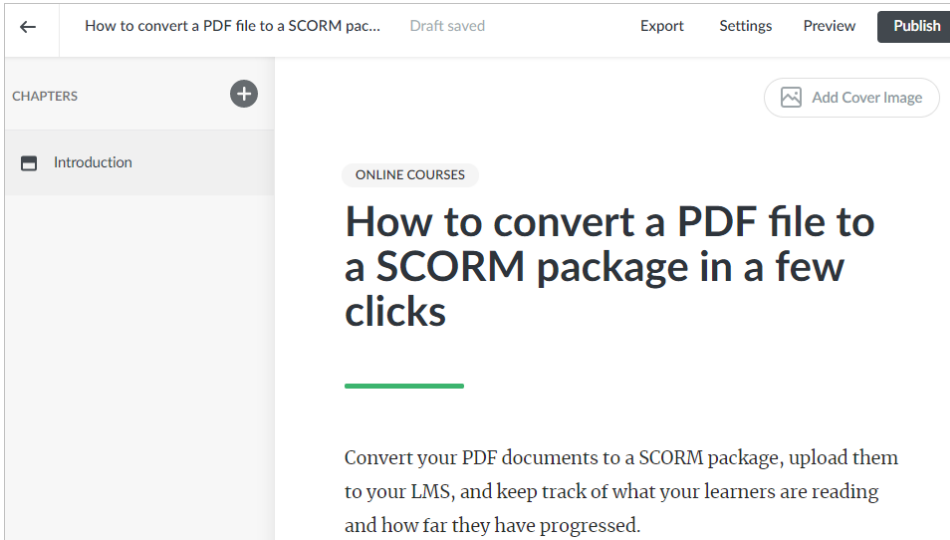 How to convert a PDF file to a SCORM pac... Draft saved Export Settings Preview Publish
CHAPTERS
Add Cover Image
Introduction
ONLINE COURSES
How to convert a PDF file to
a SCORM package in a few
clicks
Convert your PDF documents to a SCORM package, upload them
to your LMS, and keep track of what your learners are reading
and how far they have progressed.